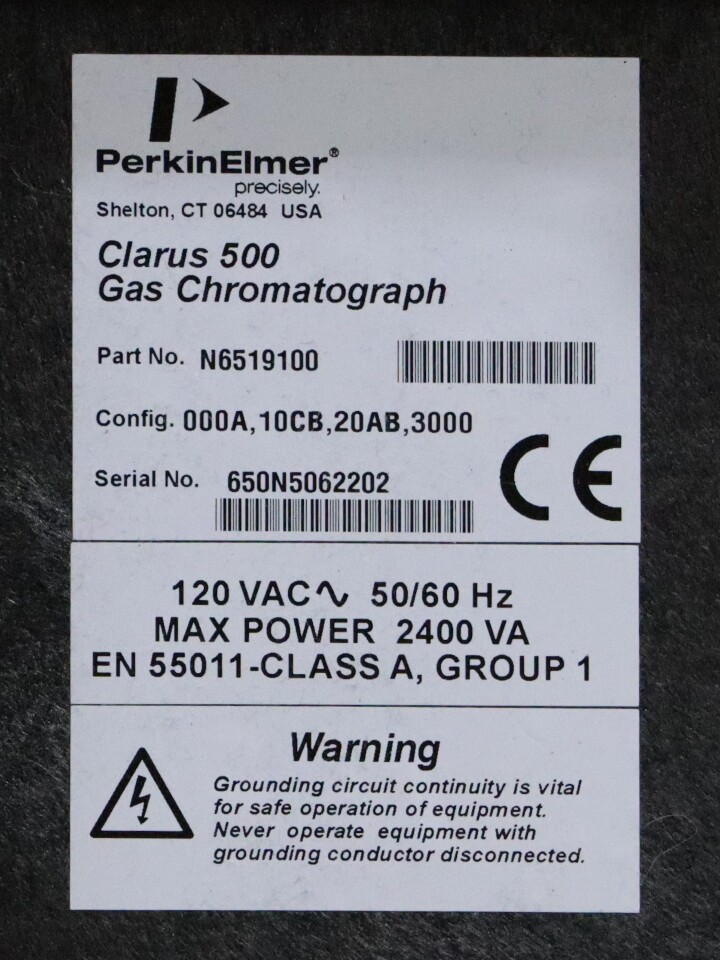 PerkinElmer®
precisely.
Shelton, CT 06484 USA
Clarus 500
Gas Chromatograph
Part No. N6519100
Config. 000A,10CB,20AB,3000
CE
Serial No. 650N5062202
120 VAC∿ 50/60 Hz
MAX POWER 2400 VA
EN 55011-CLASS A, GROUP 1
Warning
Grounding circuit continuity is vital
for safe operation of equipment.
Never operate equipment with
grounding conductor disconnected.